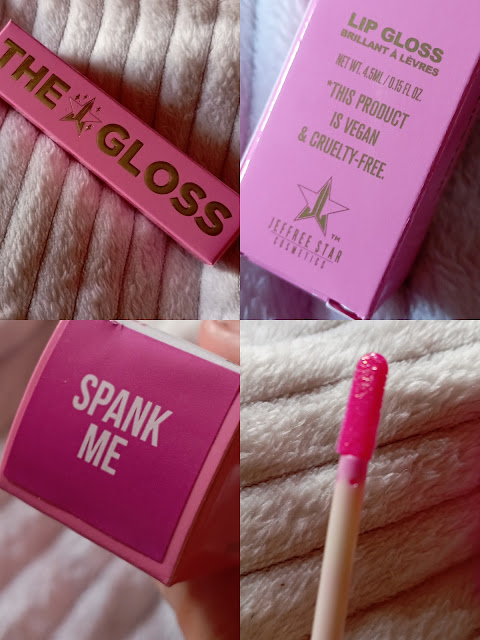 THE GLOSS
LIP GLOSS
BRILLANT À LÈVRES
NET WT. 4.5ML / 0.15 FL OZ.
*THIS PRODUCT
IS VEGAN
& CRUELTY-FREE.
JEFFREE STAR™
COSMETICS
SPANK
ME